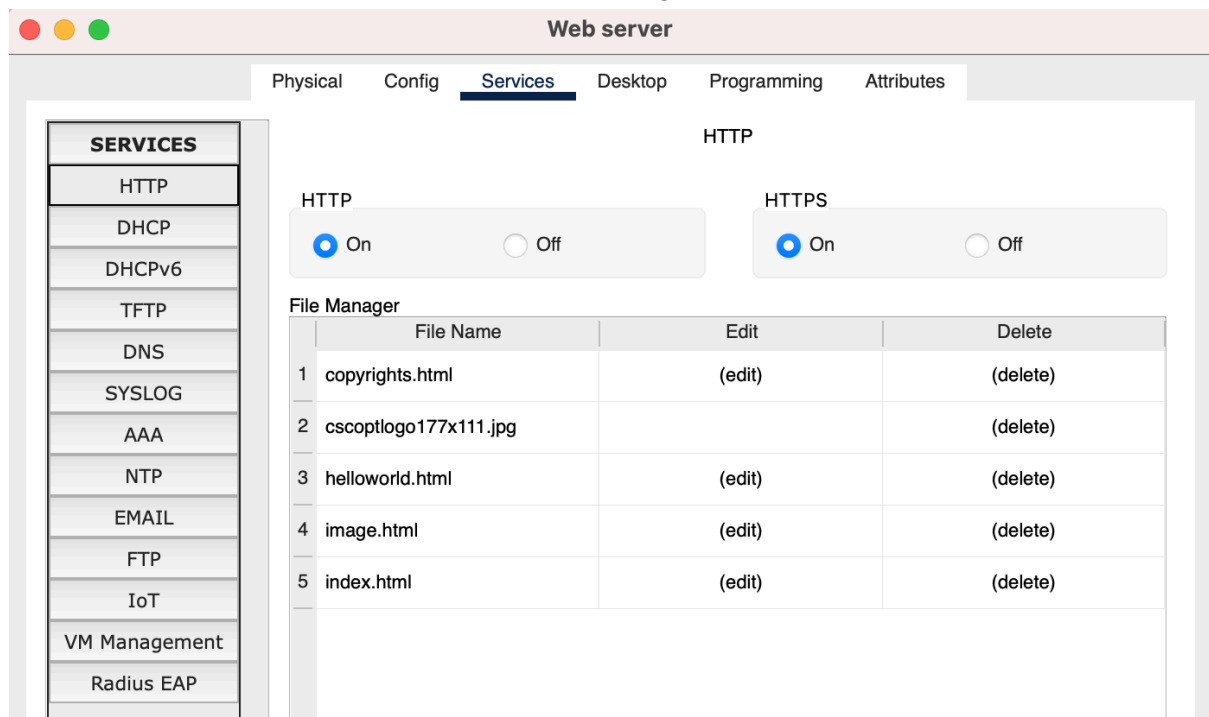 Web server
Physical Config Services Desktop Programming Attributes
SERVICES
HTTP
DHCP
DHCPv6
TFTP
DNS
SYSLOG
AAA
NTP
EMAIL
FTP
IoT
VM Management
Radius EAP
HTTP
HTTP HTTPS
On Off On Off
File Manager
File Name Edit Delete
1 copyrights.html (edit) (delete)
2 cscoptlogo177x111.jpg (delete)
3 helloworld.html (edit) (delete)
4 image.html (edit) (delete)
5 index.html (edit) (delete)